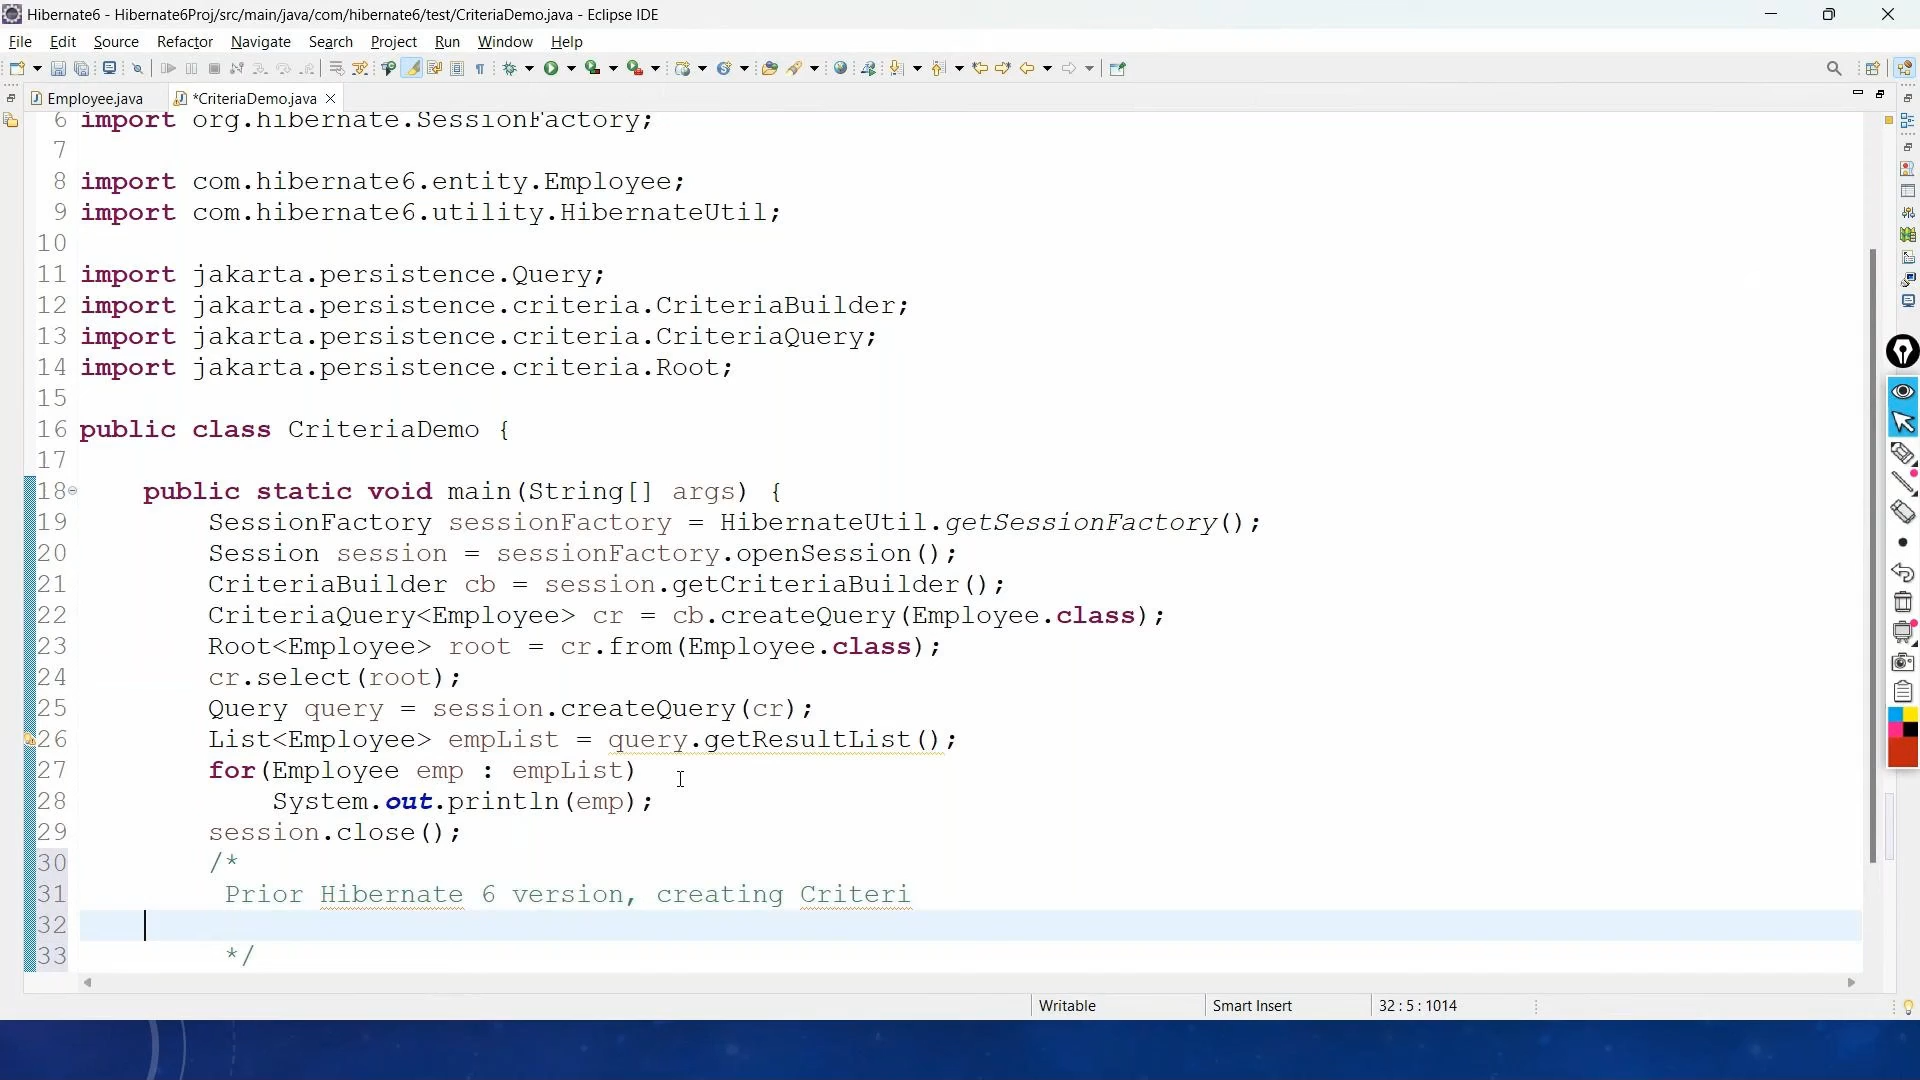 Hibernate6 - Hibernate6Proj/src/main/java/com/hibernate6/test/CriteriaDemo.java - Eclipse IDE
File Edit Source Refactor Navigate Search Project Run Window Help
Employee.java *CriteriaDemo.java
6 import org.hibernate.SessionFactory;
7
8 import com.hibernate6.entity.Employee;
9 import com.hibernate6.utility.HibernateUtil;
10
11 import jakarta.persistence.Query;
12 import jakarta.persistence.criteria.CriteriaBuilder;
13 import jakarta.persistence.criteria.CriteriaQuery;
14 import jakarta.persistence.criteria.Root;
15
16 public class CriteriaDemo {
17
18 public static void main(String[] args) {
19 SessionFactory sessionFactory = HibernateUtil.getSessionFactory();
20 Session session = sessionFactory.openSession();
21 CriteriaBuilder cb = session.getCriteriaBuilder();
22 CriteriaQuery<Employee> cr = cb.createQuery(Employee.class);
23 Root<Employee> root = cr.from(Employee.class);
24 cr.select(root);
25 Query query = session.createQuery(cr);
26 List<Employee> empList = query.getResultList();
27 for(Employee emp : empList)
28 System.out.println(emp);
29 session.close();
30 /*
31 Prior Hibernate 6 version, creating Criteri
32
33 */
Writable Smart Insert 32 : 5 : 1014